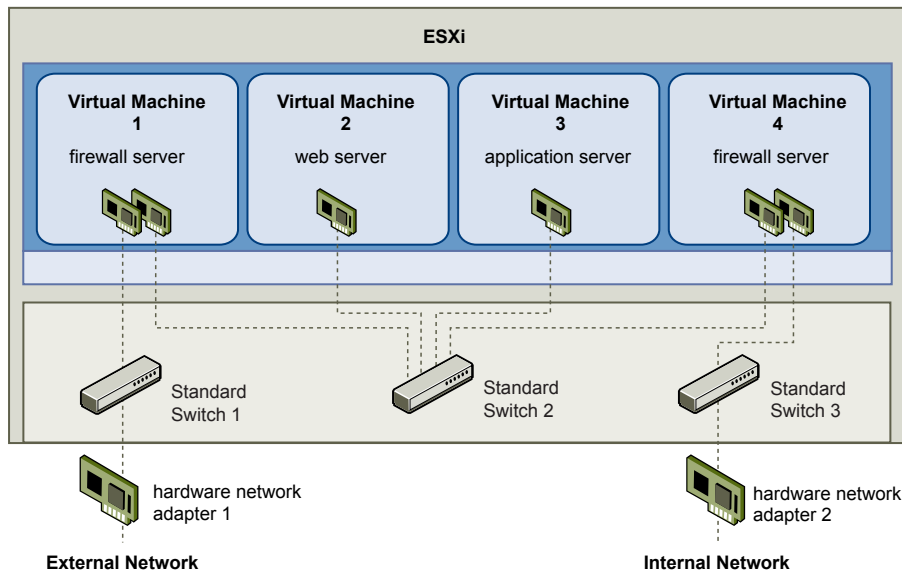 ESXi
Virtual Machine
1
firewall server
Virtual Machine
2
web server
Virtual Machine
3
application server
Virtual Machine
4
firewall server
Standard
Switch 1
Standard
Switch 2
Standard
Switch 3
hardware network
adapter 1
hardware network
adapter 2
External Network
Internal Network